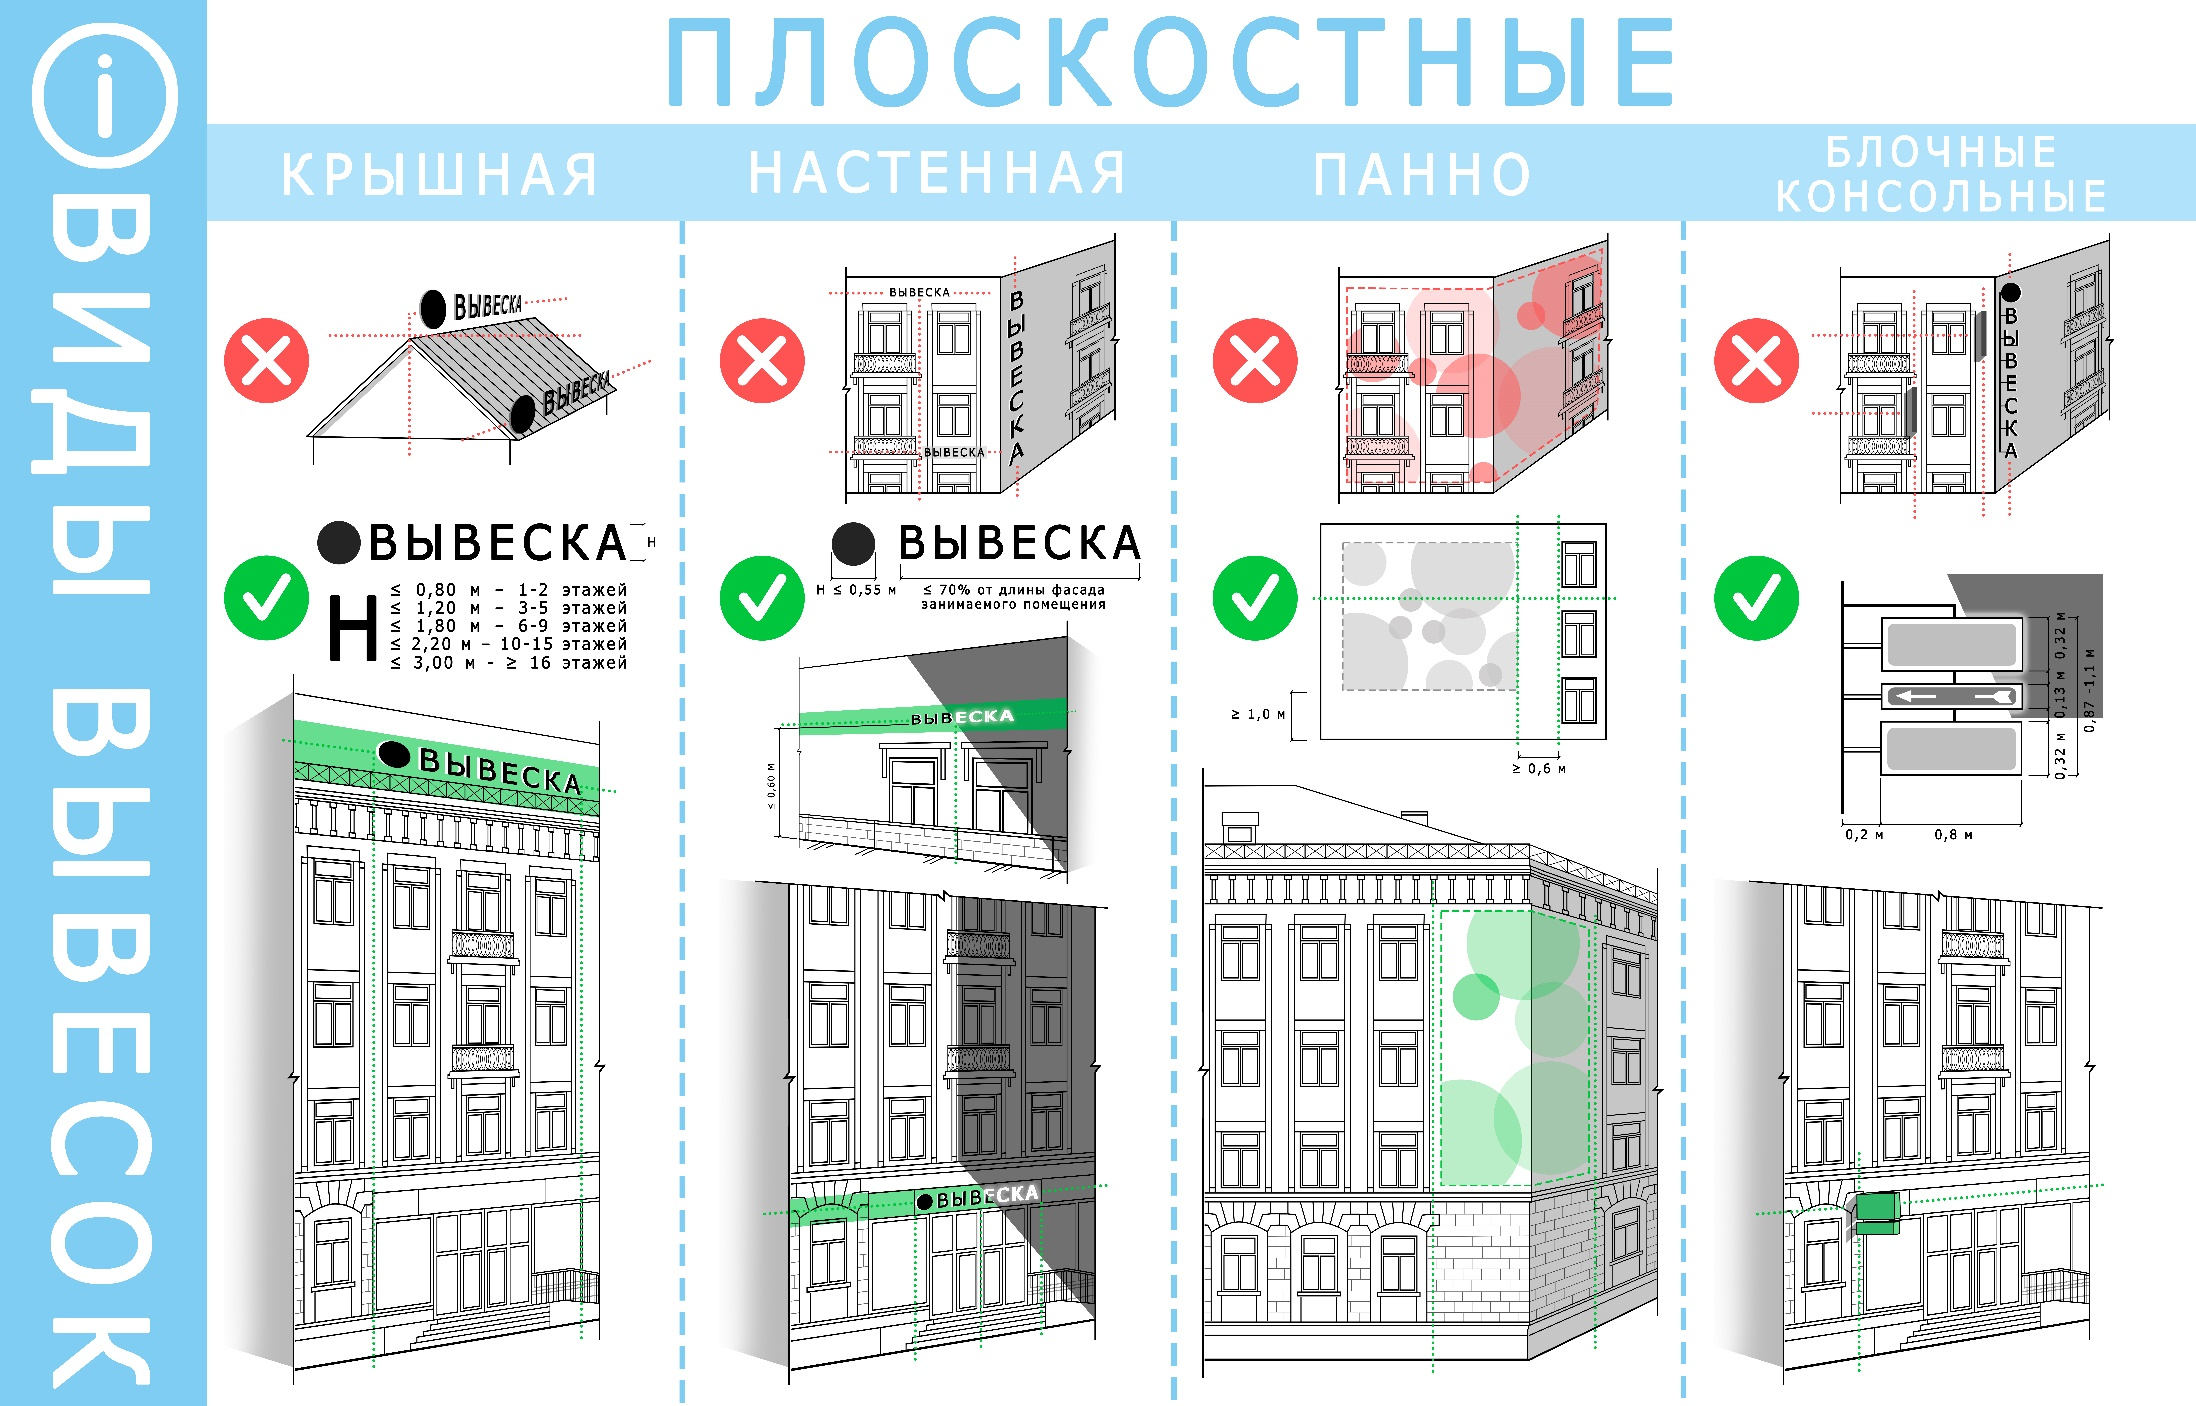 ВИДЫ ВЫВЕСОК
ПЛОСКОСТНЫЕ
КРЫШНАЯ
НАСТЕННАЯ
ПАННО
БЛОЧНЫЕ
КОНСОЛЬНЫЕ
ВЫВЕСКА
ВЫВЕСКА
ВЫВЕСКА H
H
≤ 0,80 м – 1-2 этажей
≤ 1,20 м – 3-5 этажей
≤ 1,80 м – 6-9 этажей
≤ 2,20 м – 10-15 этажей
≤ 3,00 м - ≥ 16 этажей
ВЫВЕСКА
ВЫВЕСКА
ВЫВЕСКА
ВЫВЕСКА
ВЫВЕСКА
H ≤ 0,55 м
≤ 70% от длины фасада
занимаемого помещения
ВЫВЕСКА
≤ 0,60 м
ВЫВЕСКА
≥ 1,0 м
≥ 0,6 м
ВЫВЕСКА
0,32 м
0,13 м
0,32 м
0,87 -1,1 м
0,2 м
0,8 м